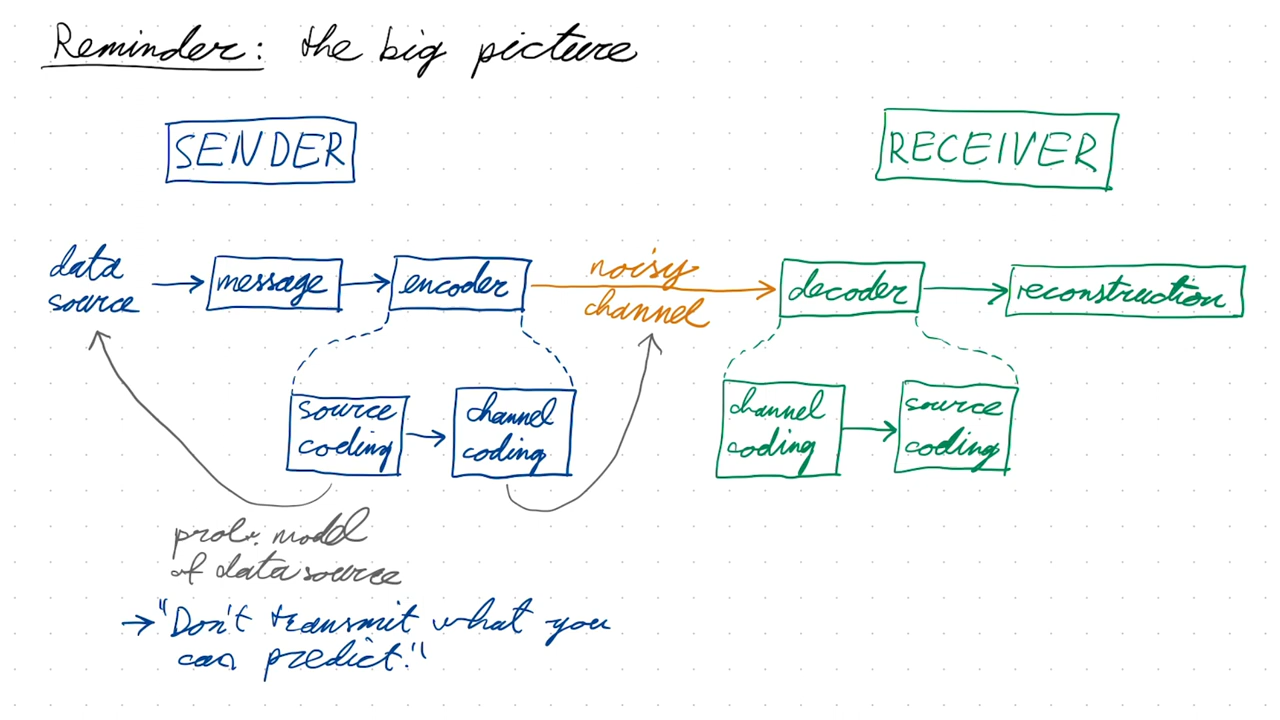 Reminder: the big picture
SENDER
RECEIVER
data
source
message
encoder
noisy
channel
decoder
reconstruction
source
coding
channel
coding
channel
coding
source
coding
prob. model
of data source
→ "Don't transmit what you
can predict."